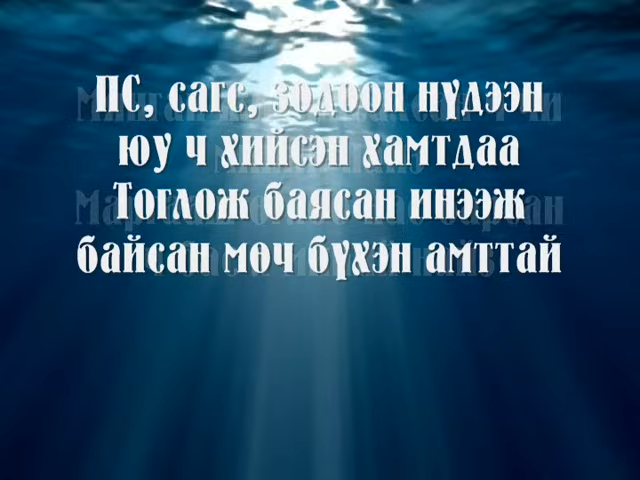 ПС, сагс, зодоон нүдээн
юу ч хийсэн хамтдаа
Тоглож баясан инээж
байсан мөч бүхэн амттай